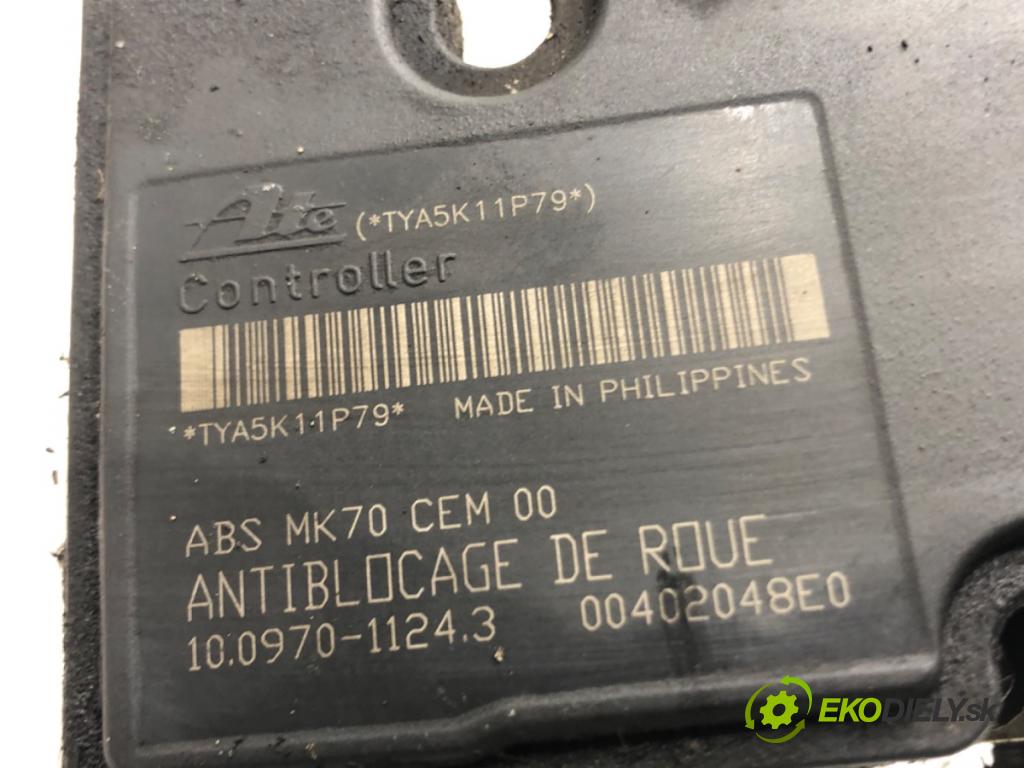 Ate (*TYA5K11P79*)
Controller
*TYA5K11P79* MADE IN PHILIPPINES
ABS MK70 CEM 00
ANTIBLOCAGE DE ROUE
10.0970-1124.3 00402048E0
EKODIELY.sk